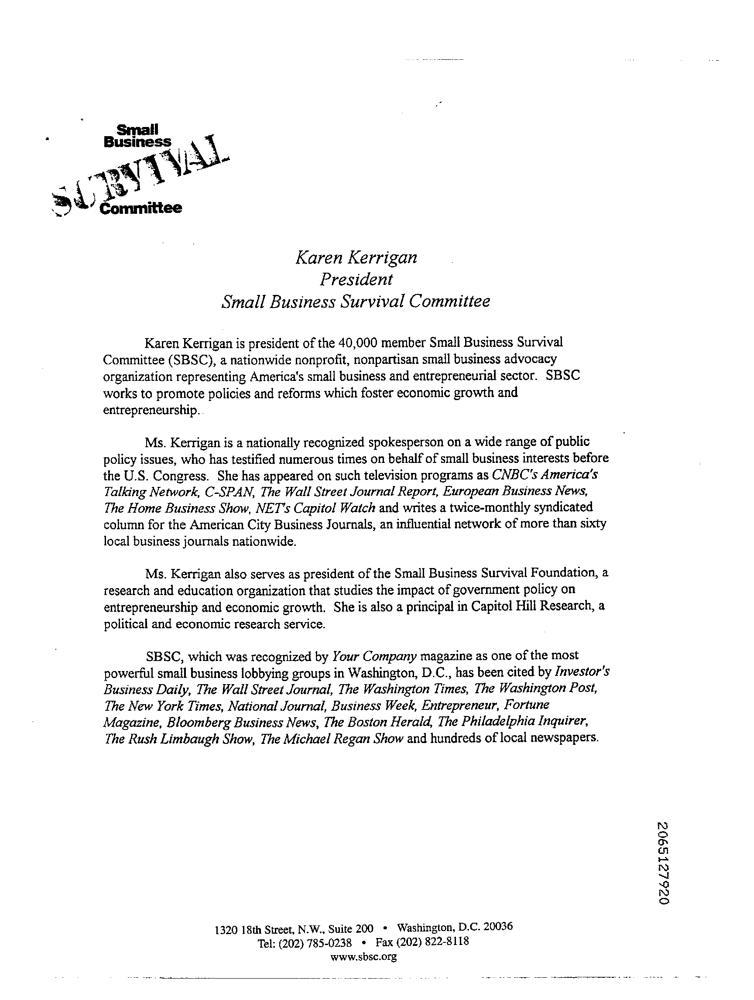 Small
Business
SURVIVAL
Committee
Karen Kerrigan
President
Small Business Survival Committee
Karen Kerrigan is president of the 40,000 member Small Business Survival
Committee (SBSC), a nationwide nonprofit, nonpartisan small business advocacy
organization representing America's small business and entrepreneurial sector. SBSC
works to promote policies and reforms which foster economic growth and
entrepreneurship.
Ms. Kerrigan is a nationally recognized spokesperson on a wide range of public
policy issues, who has testified numerous times on behalf of small business interests before
the U.S. Congress. She has appeared on such television programs as CNBC's America's
Talking Network, C-SPAN, The Wall Street Journal Report, European Business News,
The Home Business Show, NET's Capitol Watch and writes a twice-monthly syndicated
column for the American City Business Journals, an influential network of more than sixty
local business journals nationwide.
Ms. Kerrigan also serves as president of the Small Business Survival Foundation, a
research and education organization that studies the impact of government policy on
entrepreneurship and economic growth. She is also a principal in Capitol Hill Research, a
political and economic research service.
SBSC, which was recognized by Your Company magazine as one of the most
powerful small business lobbying groups in Washington, D.C., has been cited by Investor's
Business Daily, The Wall Street Journal, The Washington Times, The Washington Post,
The New York Times, National Journal, Business Week, Entrepreneur, Fortune
Magazine, Bloomberg Business News, The Boston Herald, The Philadelphia Inquirer,
The Rush Limbaugh Show, The Michael Regan Show and hundreds of local newspapers.
2065127920
1320 18th Street, N.W., Suite 200 • Washington, D.C. 20036
Tel: (202) 785-0238 • Fax (202) 822-8118
www.sbsc.org